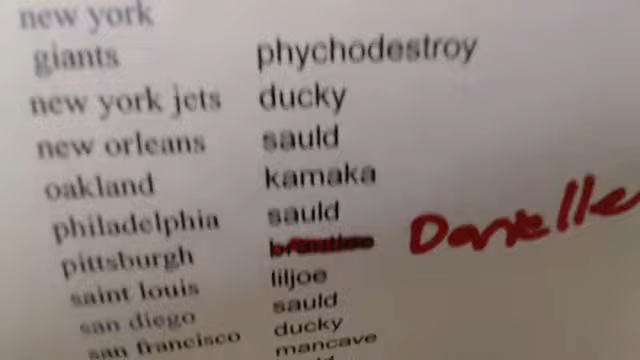 new york
giants phychodestroy
new york jets ducky
new orleans sauld
oakland kamaka
philadelphia sauld
pittsburgh Danielle
saint louis liljoe
san diego sauld
san francisco ducky
mancave